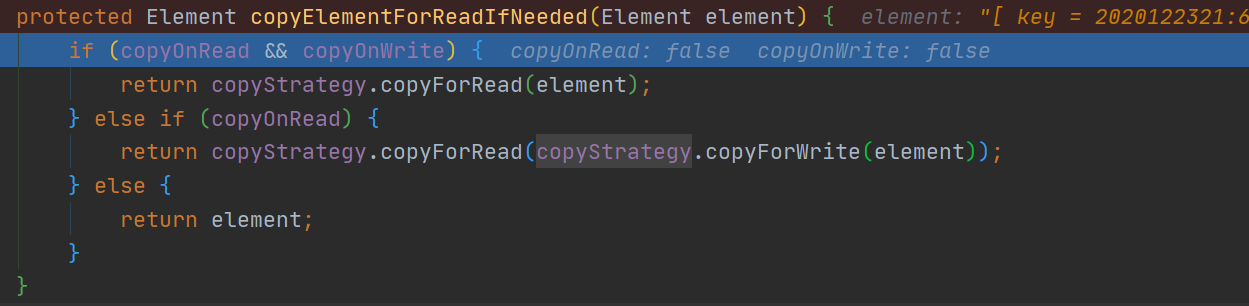 protected Element copyElementForReadIfNeeded(Element element) {  element: "[ key = 2020122321:6
    if (copyOnRead && copyOnWrite) {  copyOnRead: false  copyOnWrite: false
        return copyStrategy.copyForRead(element);
    } else if (copyOnRead) {
        return copyStrategy.copyForRead(copyStrategy.copyForWrite(element));
    } else {
        return element;
    }
}